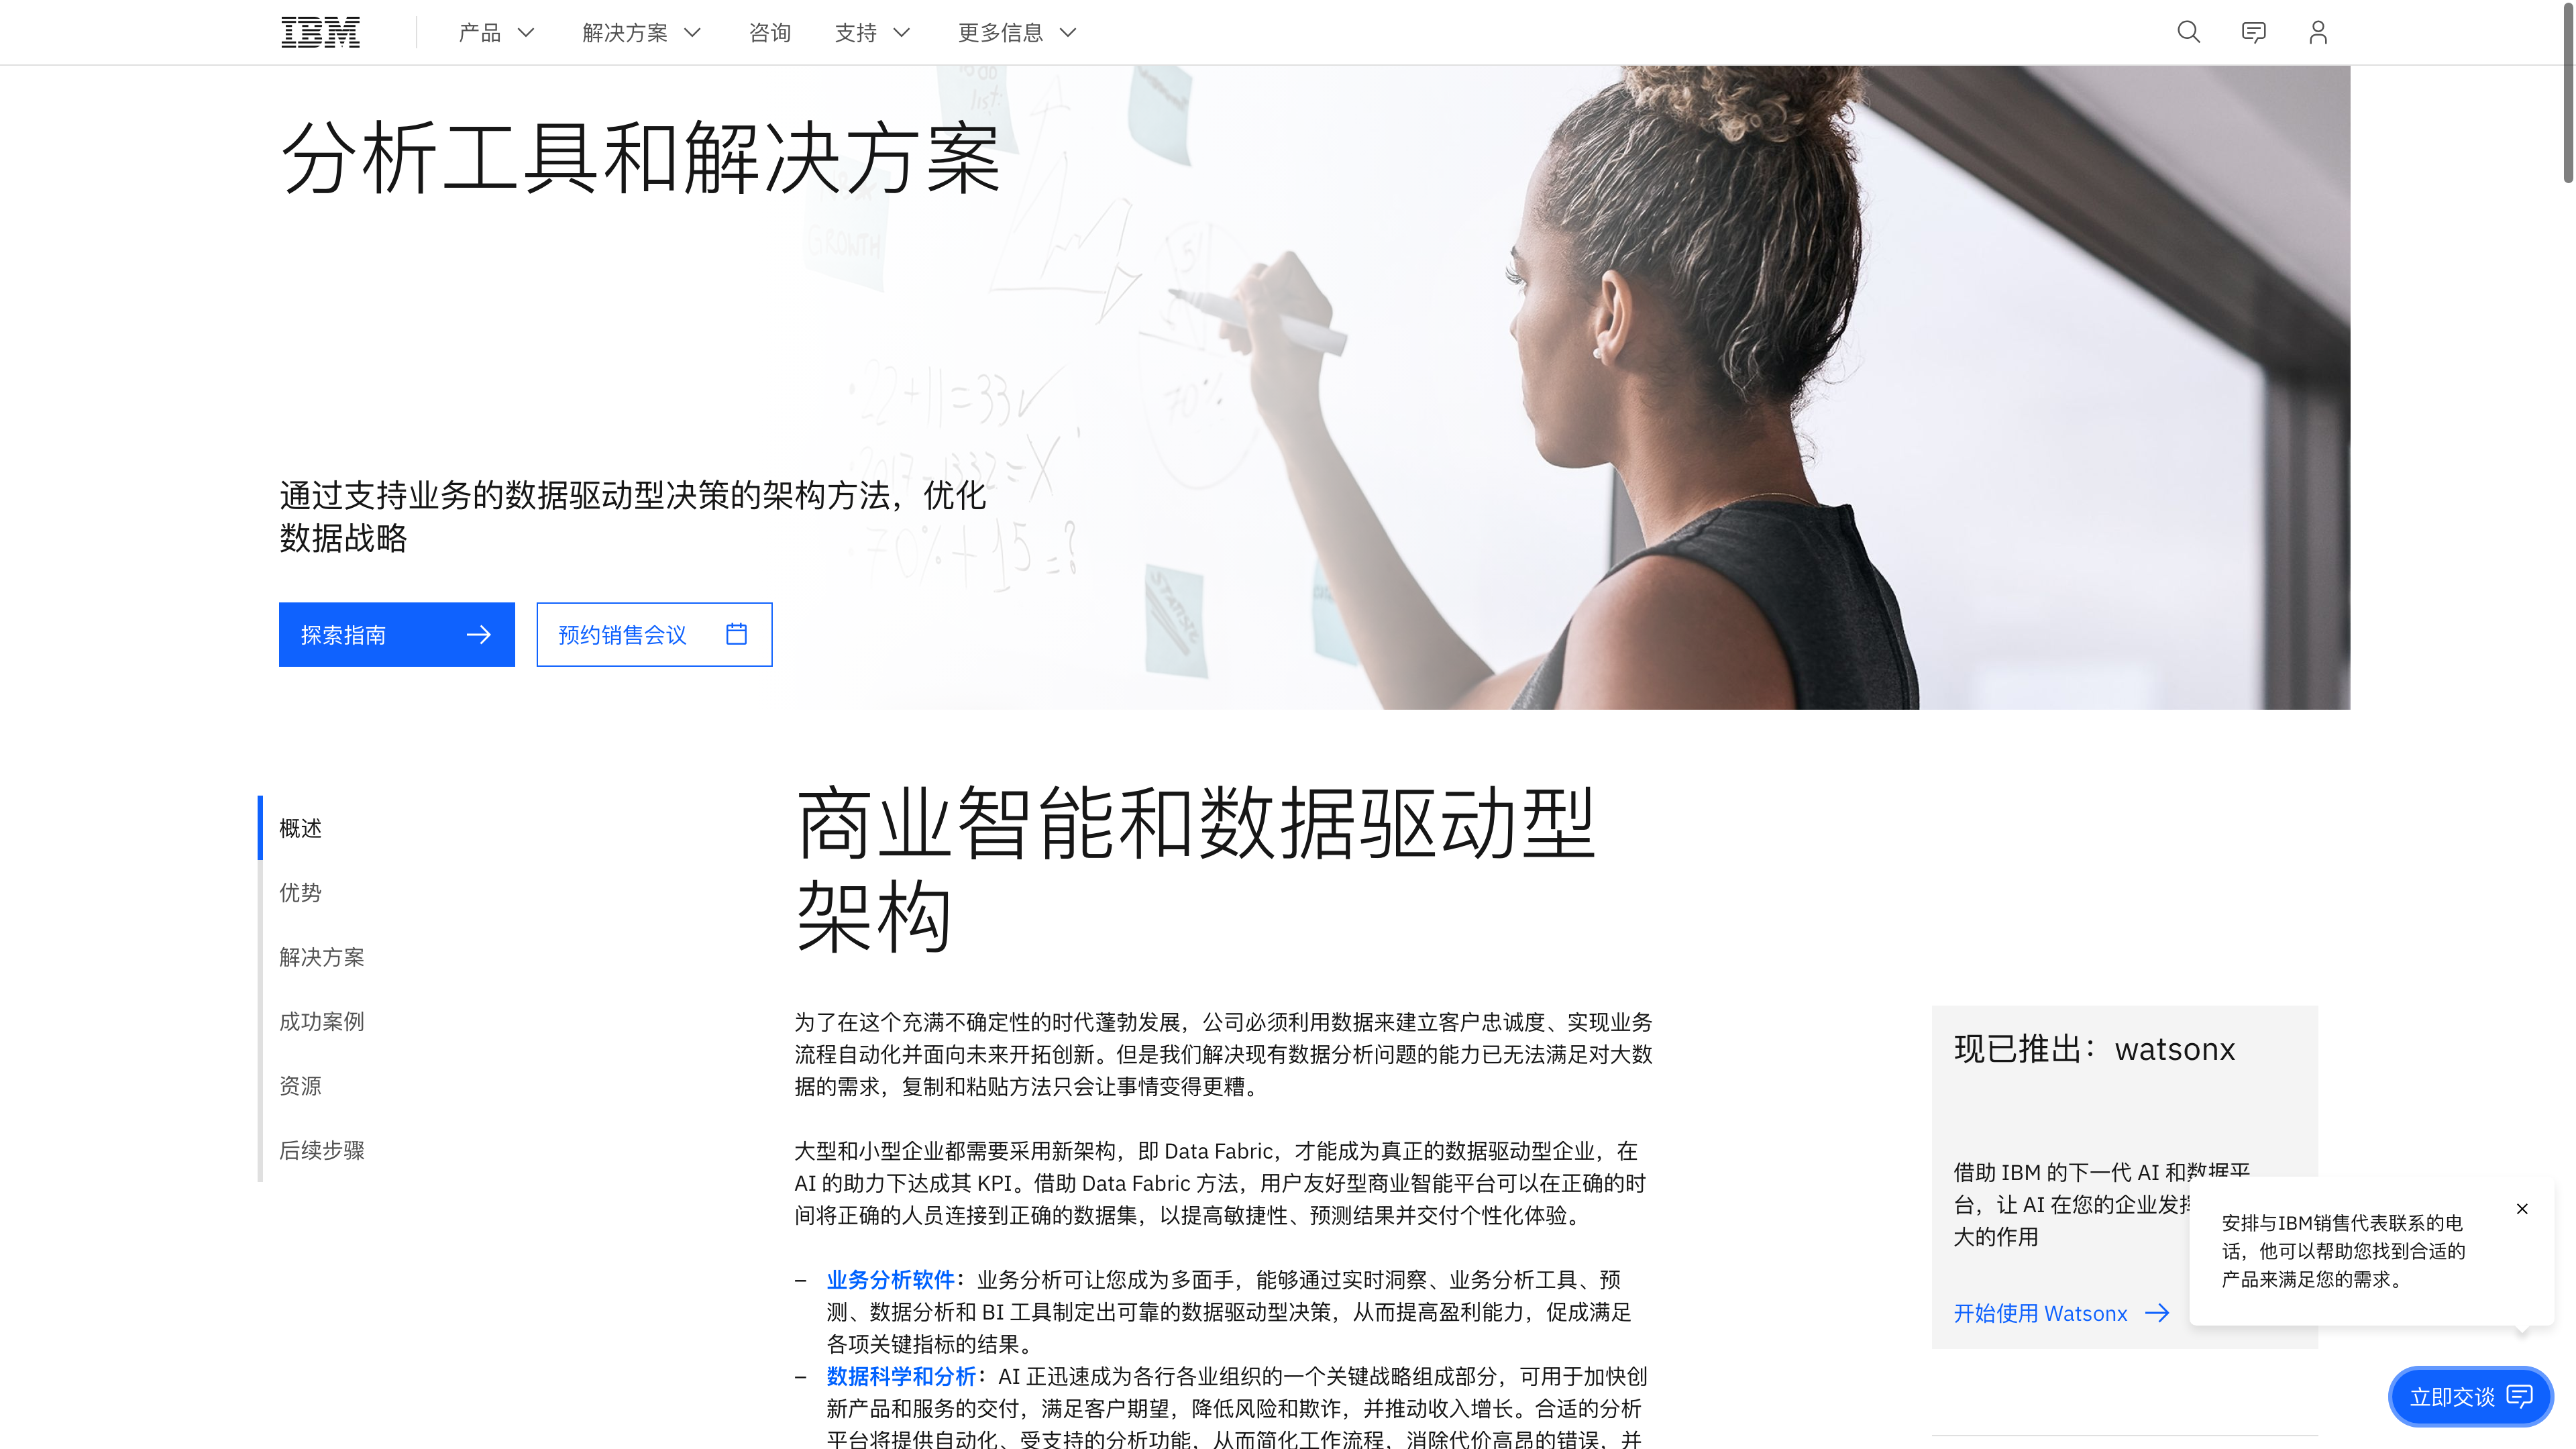 IBM
产品
解决方案
咨询
支持
更多信息
to do
list:
GROWTH
分析工具和解决方案
22+11=33
70%
2017-1332=X
70%+15=?
STATISTIC
通过支持业务的数据驱动型决策的架构方法，优化
数据战略
探索指南
预约销售会议
概述
优势
解决方案
成功案例
资源
后续步骤
商业智能和数据驱动型
架构
为了在这个充满不确定性的时代蓬勃发展，公司必须利用数据来建立客户忠诚度、实现业务
流程自动化并面向未来开拓创新。但是我们解决现有数据分析问题的能力已无法满足对大数
据的需求，复制和粘贴方法只会让事情变得更糟。
大型和小型企业都需要采用新架构，即 Data Fabric，才能成为真正的数据驱动型企业，在
AI 的助力下达成其 KPI。借助 Data Fabric 方法，用户友好型商业智能平台可以在正确的时
间将正确的人员连接到正确的数据集，以提高敏捷性、预测结果并交付个性化体验。
– 业务分析软件：业务分析可让您成为多面手，能够通过实时洞察、业务分析工具、预
测、数据分析和 BI 工具制定出可靠的数据驱动型决策，从而提高盈利能力，促成满足
各项关键指标的结果。
– 数据科学和分析：AI 正迅速成为各行各业组织的一个关键战略组成部分，可用于加快创
新产品和服务的交付，满足客户期望，降低风险和欺诈，并推动收入增长。合适的分析
平台将提供自动化、受支持的分析功能，从而简化工作流程，消除代价高昂的错误，并
现已推出：watsonx
借助 IBM 的下一代 AI 和数据平
台，让 AI 在您的企业发挥
大的作用
开始使用 Watsonx
安排与IBM销售代表联系的电
话，他可以帮助您找到合适的
产品来满足您的需求。
立即交谈